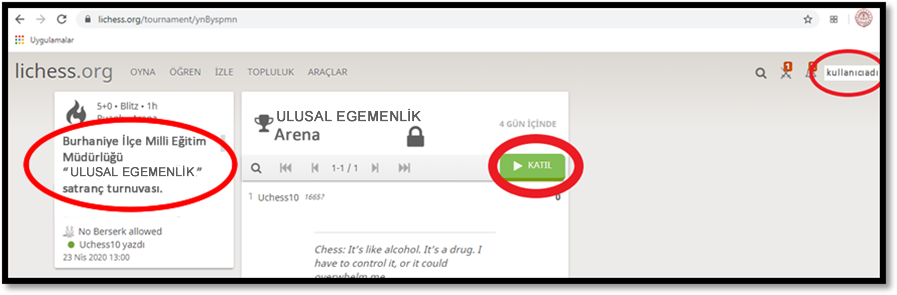 lichess.org/tournament/ynByspmn
Uygulamalar
lichess.org OYNA ÖĞREN İZLE TOPLULUK ARAÇLAR 1 kullanıcıadı
5+0 • Blitz • 1h
Burhaniye İlçe Milli Eğitim
Müdürlüğü
“ULUSAL EGEMENLİK”
satranç turnuvası.
No Berserk allowed
Uchess10 yazdı
23 Nis 2020 13:00
ULUSAL EGEMENLİK
Arena
4 GÜN İÇİNDE
1-1 / 1
KATIL
1 Uchess10 1665? 0
Chess: It's like alcohol. It's a drug. I
have to control it, or it could
overwhelm me.